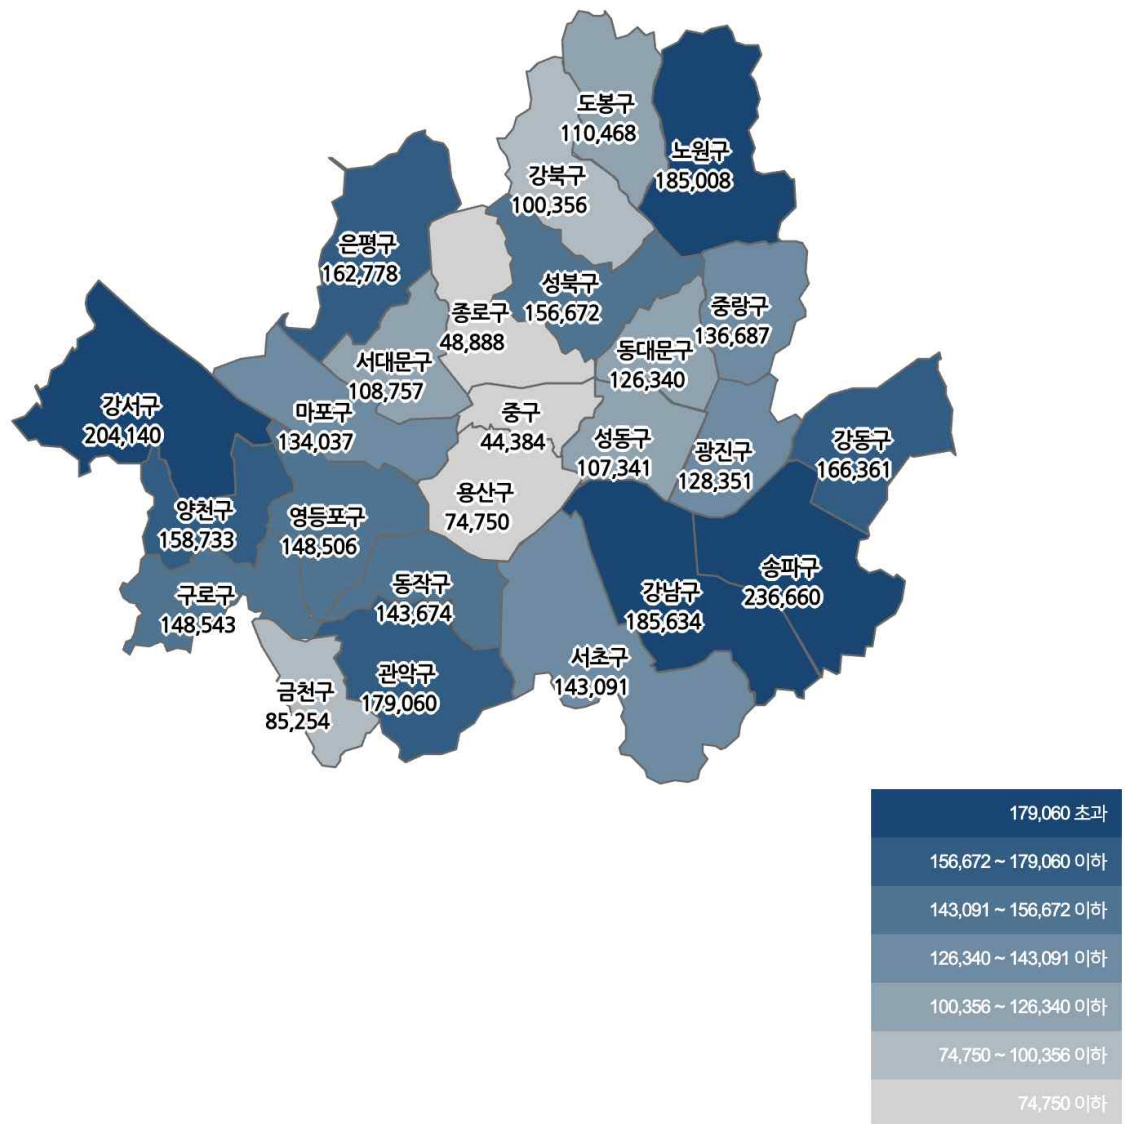 도봉구
110,468
노원구
185,008
강북구
100,356
은평구
162,778
성북구
156,672
종로구
48,888
중랑구
136,687
동대문구
126,340
서대문구
108,757
강서구
204,140
마포구
134,037
중구
44,384
성동구
107,341
광진구
128,351
강동구
166,361
용산구
74,750
양천구
158,733
영등포구
148,506
구로구
148,543
동작구
143,674
강남구
185,634
송파구
236,660
서초구
143,091
관악구
179,060
금천구
85,254
179,060 초과
156,672 ~ 179,060 이하
143,091 ~ 156,672 이하
126,340 ~ 143,091 이하
100,356 ~ 126,340 이하
74,750 ~ 100,356 이하
74,750 이하